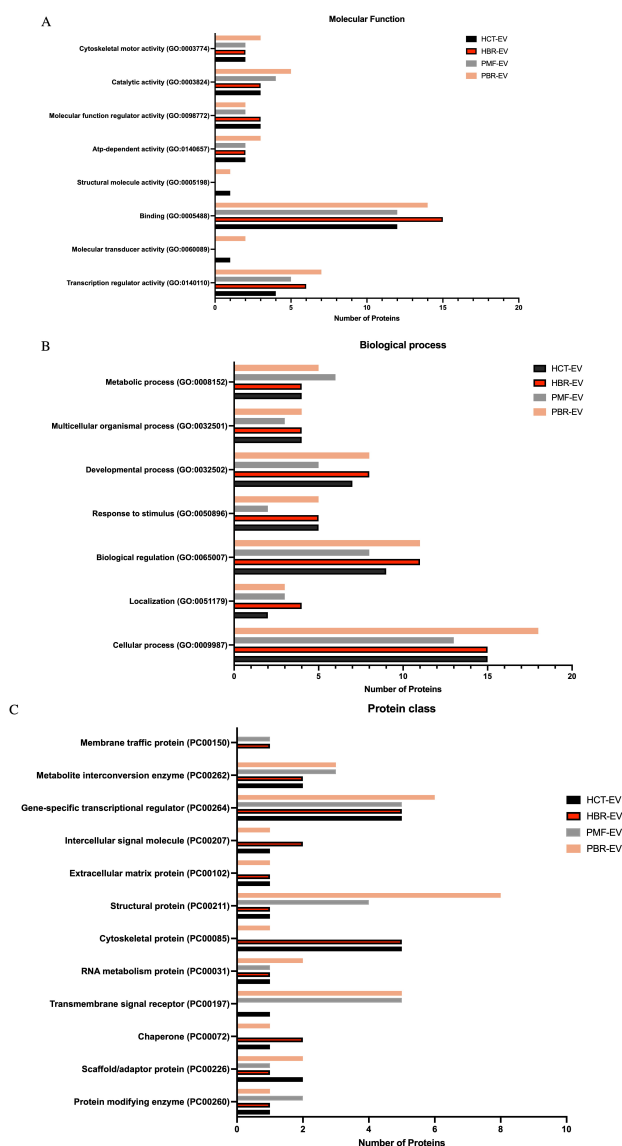 A
Molecular Function
Cytoskeletal motor activity (GO:0003774)
Catalytic activity (GO:0003824)
Molecular function regulator activity (GO:0098772)
Atp-dependent activity (GO:0140657)
Structural molecule activity (GO:0005198)
Binding (GO:0005488)
Molecular transducer activity (GO:0060089)
Transcription regulator activity (GO:0140110)
HCT-EV
HBR-EV
PMF-EV
PBR-EV
0 5 10 15 20
Number of Proteins
B
Biological process
Metabolic process (GO:0008152)
Multicellular organismal process (GO:0032501)
Developmental process (GO:0032502)
Response to stimulus (GO:0050896)
Biological regulation (GO:0065007)
Localization (GO:0051179)
Cellular process (GO:0009987)
HCT-EV
HBR-EV
PMF-EV
PBR-EV
0 5 10 15 20
Number of Proteins
C
Protein class
Membrane traffic protein (PC00150)
Metabolite interconversion enzyme (PC00262)
Gene-specific transcriptional regulator (PC00264)
Intercellular signal molecule (PC00207)
Extracellular matrix protein (PC00102)
Structural protein (PC00211)
Cytoskeletal protein (PC00085)
RNA metabolism protein (PC00031)
Transmembrane signal receptor (PC00197)
Chaperone (PC00072)
Scaffold/adaptor protein (PC00226)
Protein modifying enzyme (PC00260)
HCT-EV
HBR-EV
PMF-EV
PBR-EV
0 2 4 6 8 10
Number of Proteins